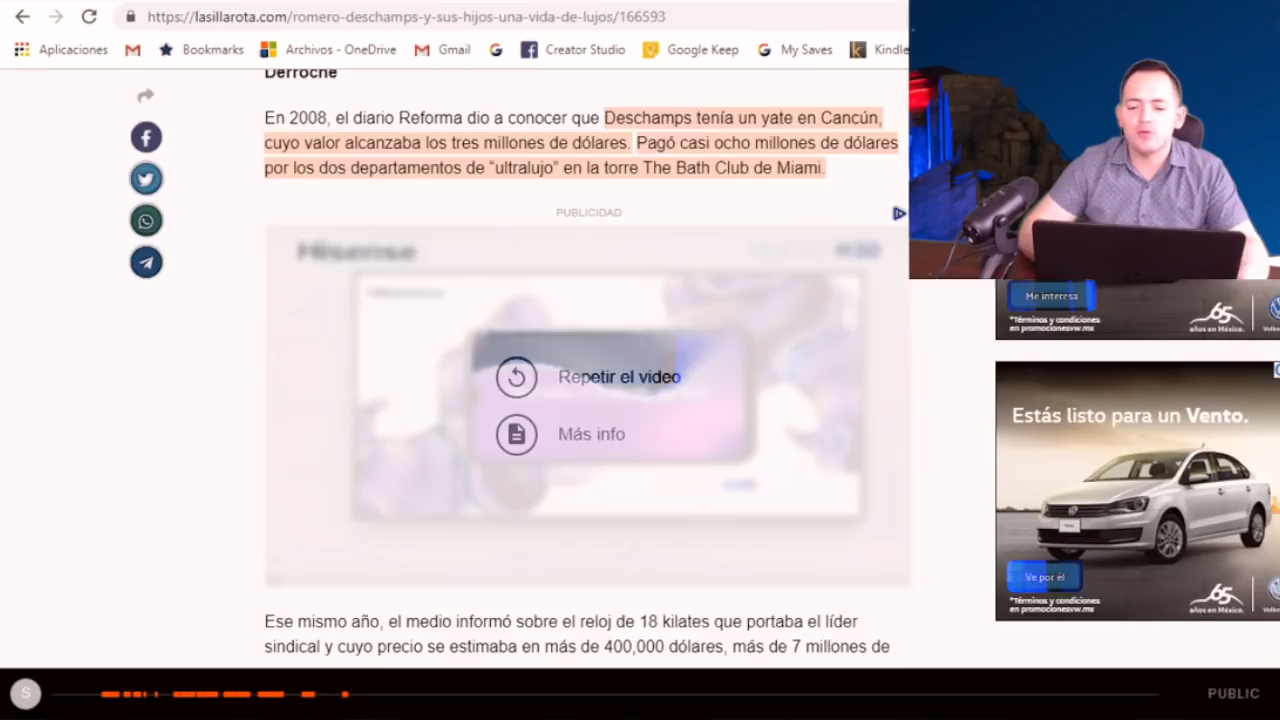 https://lasillarota.com/romero-deschamps-y-sus-hijos-una-vida-de-lujos/166593
Aplicaciones
Bookmarks
Archivos - OneDrive
Gmail
Creator Studio
Google Keep
My Saves
Kindle
Derroche
En 2008, el diario Reforma dio a conocer que Deschamps tenía un yate en Cancún,
cuyo valor alcanzaba los tres millones de dólares. Pagó casi ocho millones de dólares
por los dos departamentos de “ultralujo” en la torre The Bath Club de Miami.
PUBLICIDAD
Hisense
Hisense
Repetir el video
Más info
Me interesa
*Términos y condiciones
en promocionesvw.mx
65
años en México.
Estás listo para un Vento.
Ve por él
*Términos y condiciones
en promocionesvw.mx
65
años en México.
Ese mismo año, el medio informó sobre el reloj de 18 kilates que portaba el líder
sindical y cuyo precio se estimaba en más de 400,000 dólares, más de 7 millones de
S
PUBLIC